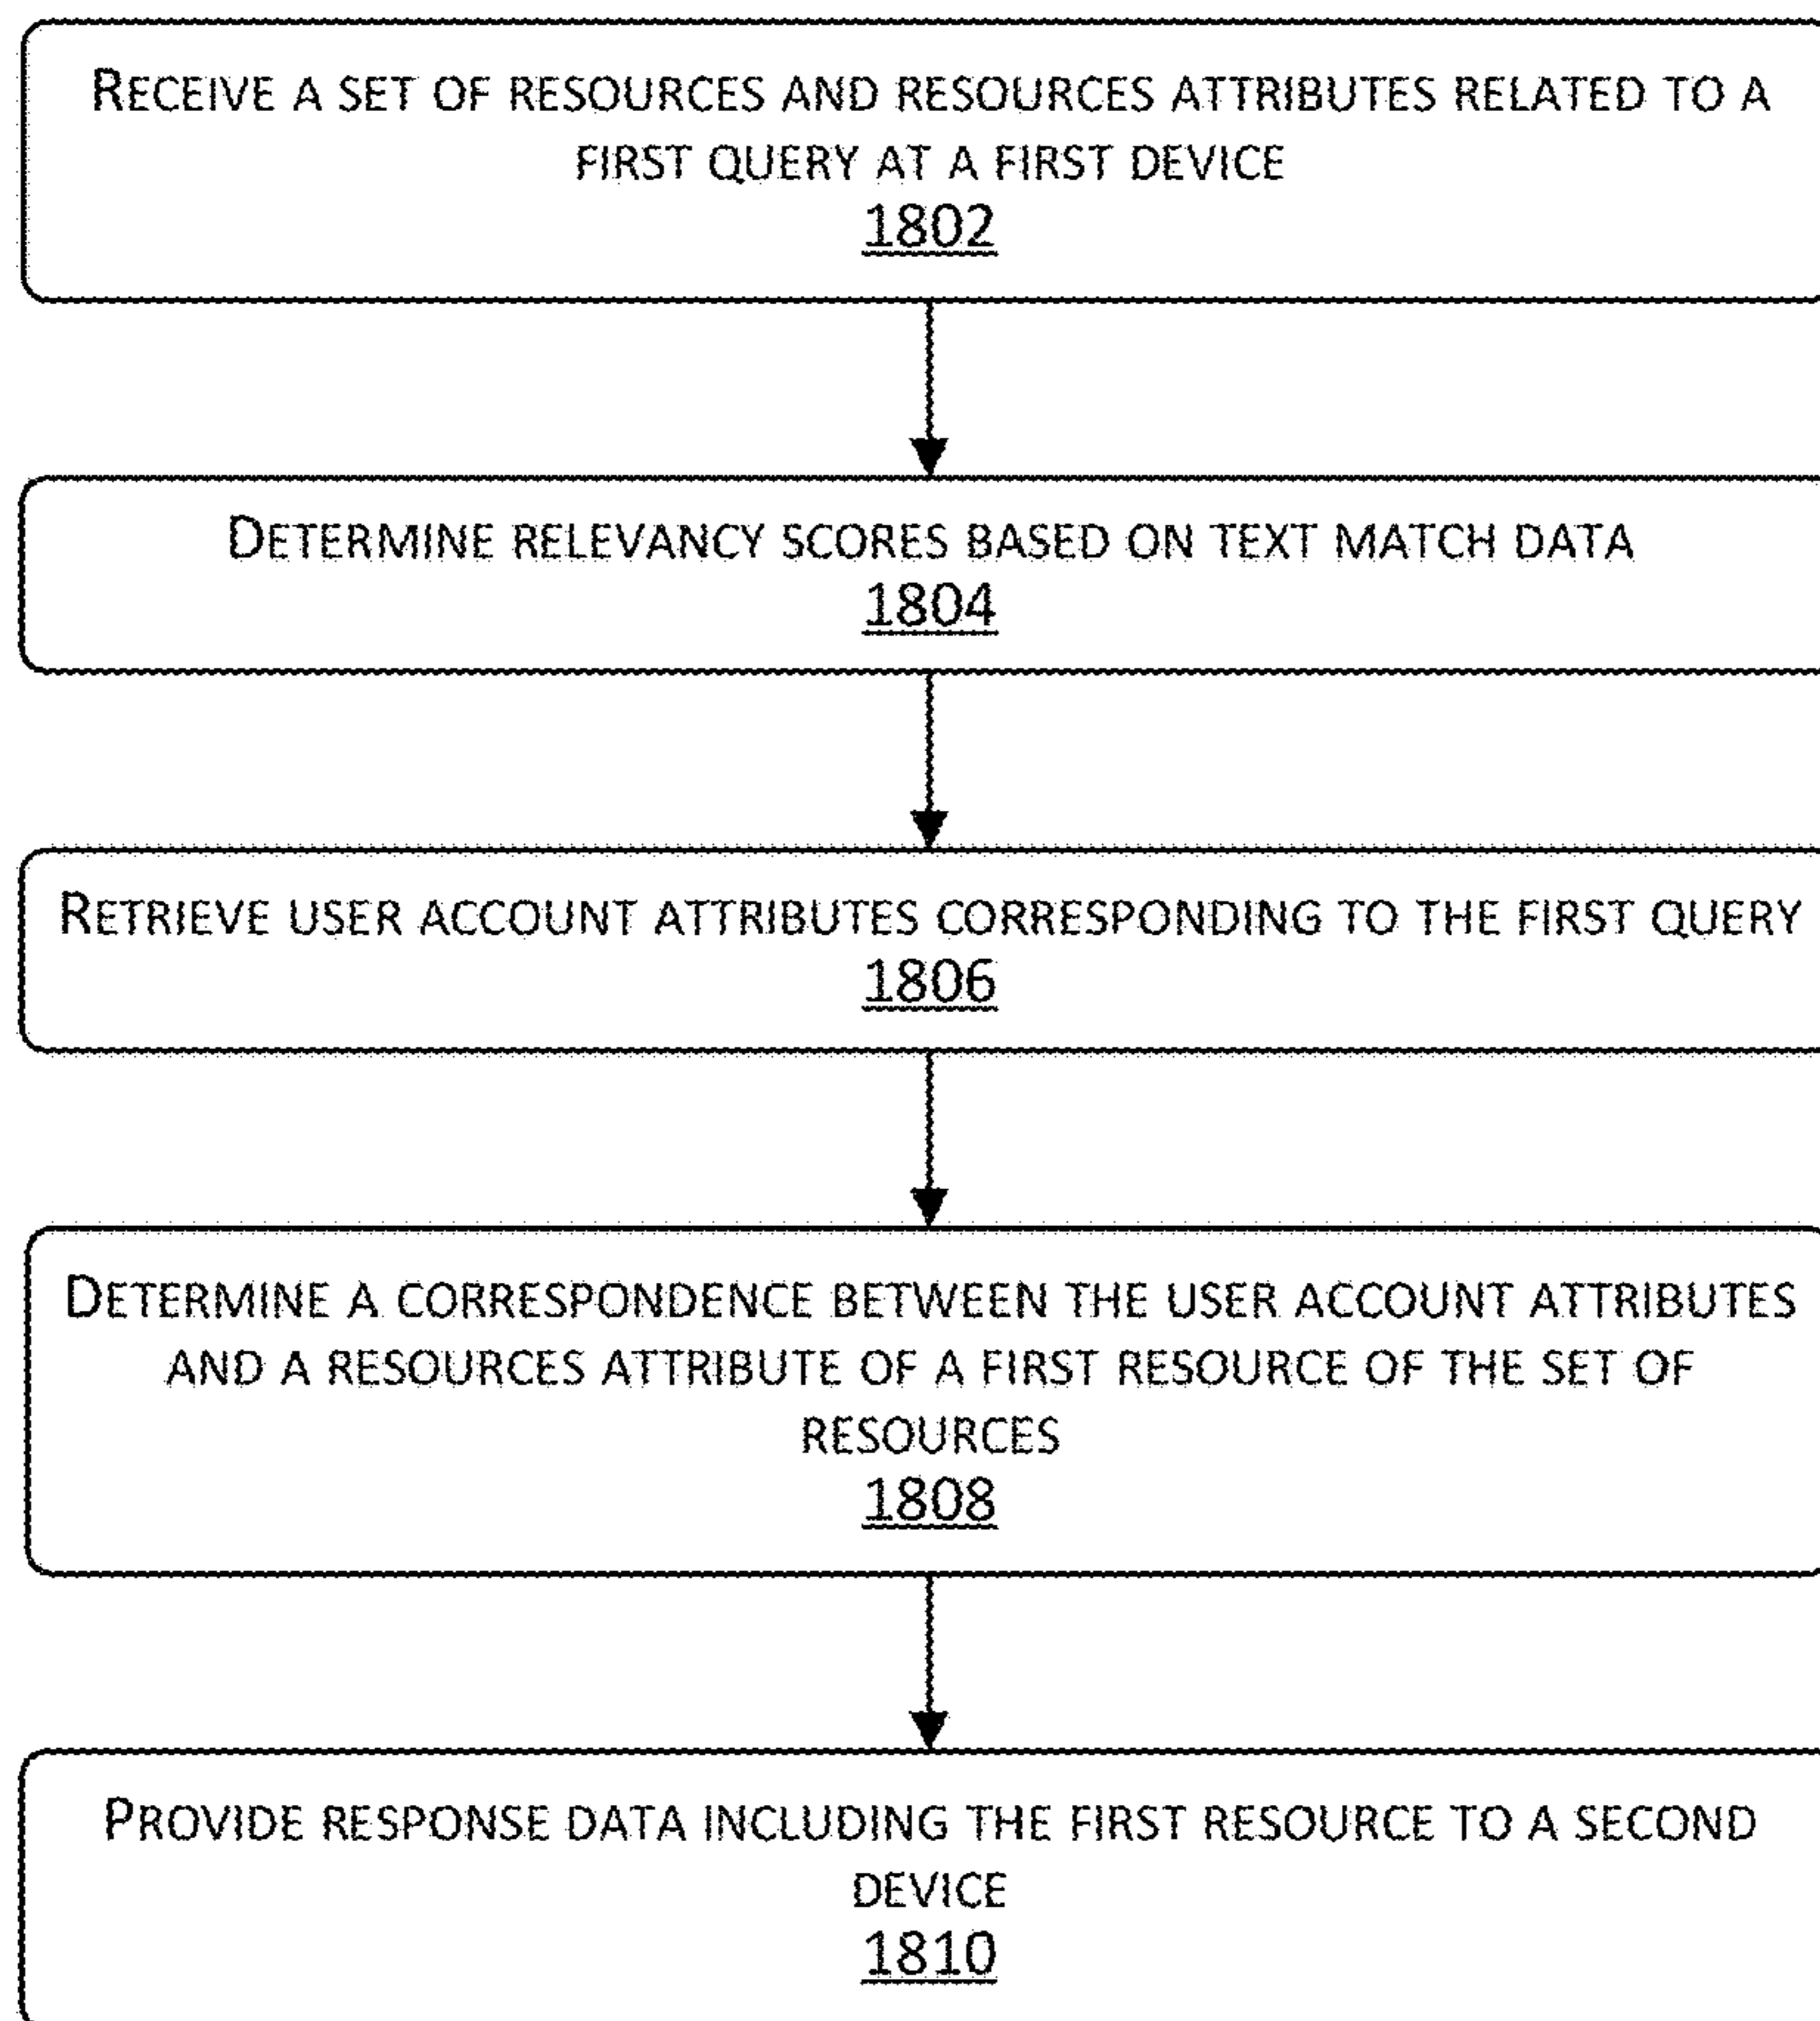 RECEIVE A SET OF RESOURCES AND RESOURCES ATTRIBUTES RELATED TO A
FIRST QUERY AT A FIRST DEVICE
1802
DETERMINE RELEVANCY SCORES BASED ON TEXT MATCH DATA
1804
RETRIEVE USER ACCOUNT ATTRIBUTES CORRESPONDING TO THE FIRST QUERY
1806
DETERMINE A CORRESPONDENCE BETWEEN THE USER ACCOUNT ATTRIBUTES
AND A RESOURCES ATTRIBUTE OF A FIRST RESOURCE OF THE SET OF
RESOURCES
1808
PROVIDE RESPONSE DATA INCLUDING THE FIRST RESOURCE TO A SECOND
DEVICE
1810